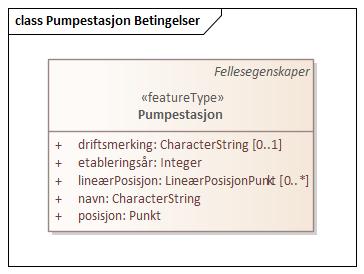 class Pumpestasjon Betingelser
Fellesegenskaper
«featureType»
Pumpestasjon
+ driftsmerking: CharacterString [0..1]
+ etableringsår: Integer
+ lineærPosisjon: LineærPosisjonPunkt [0..*]
+ navn: CharacterString
+ posisjon: Punkt